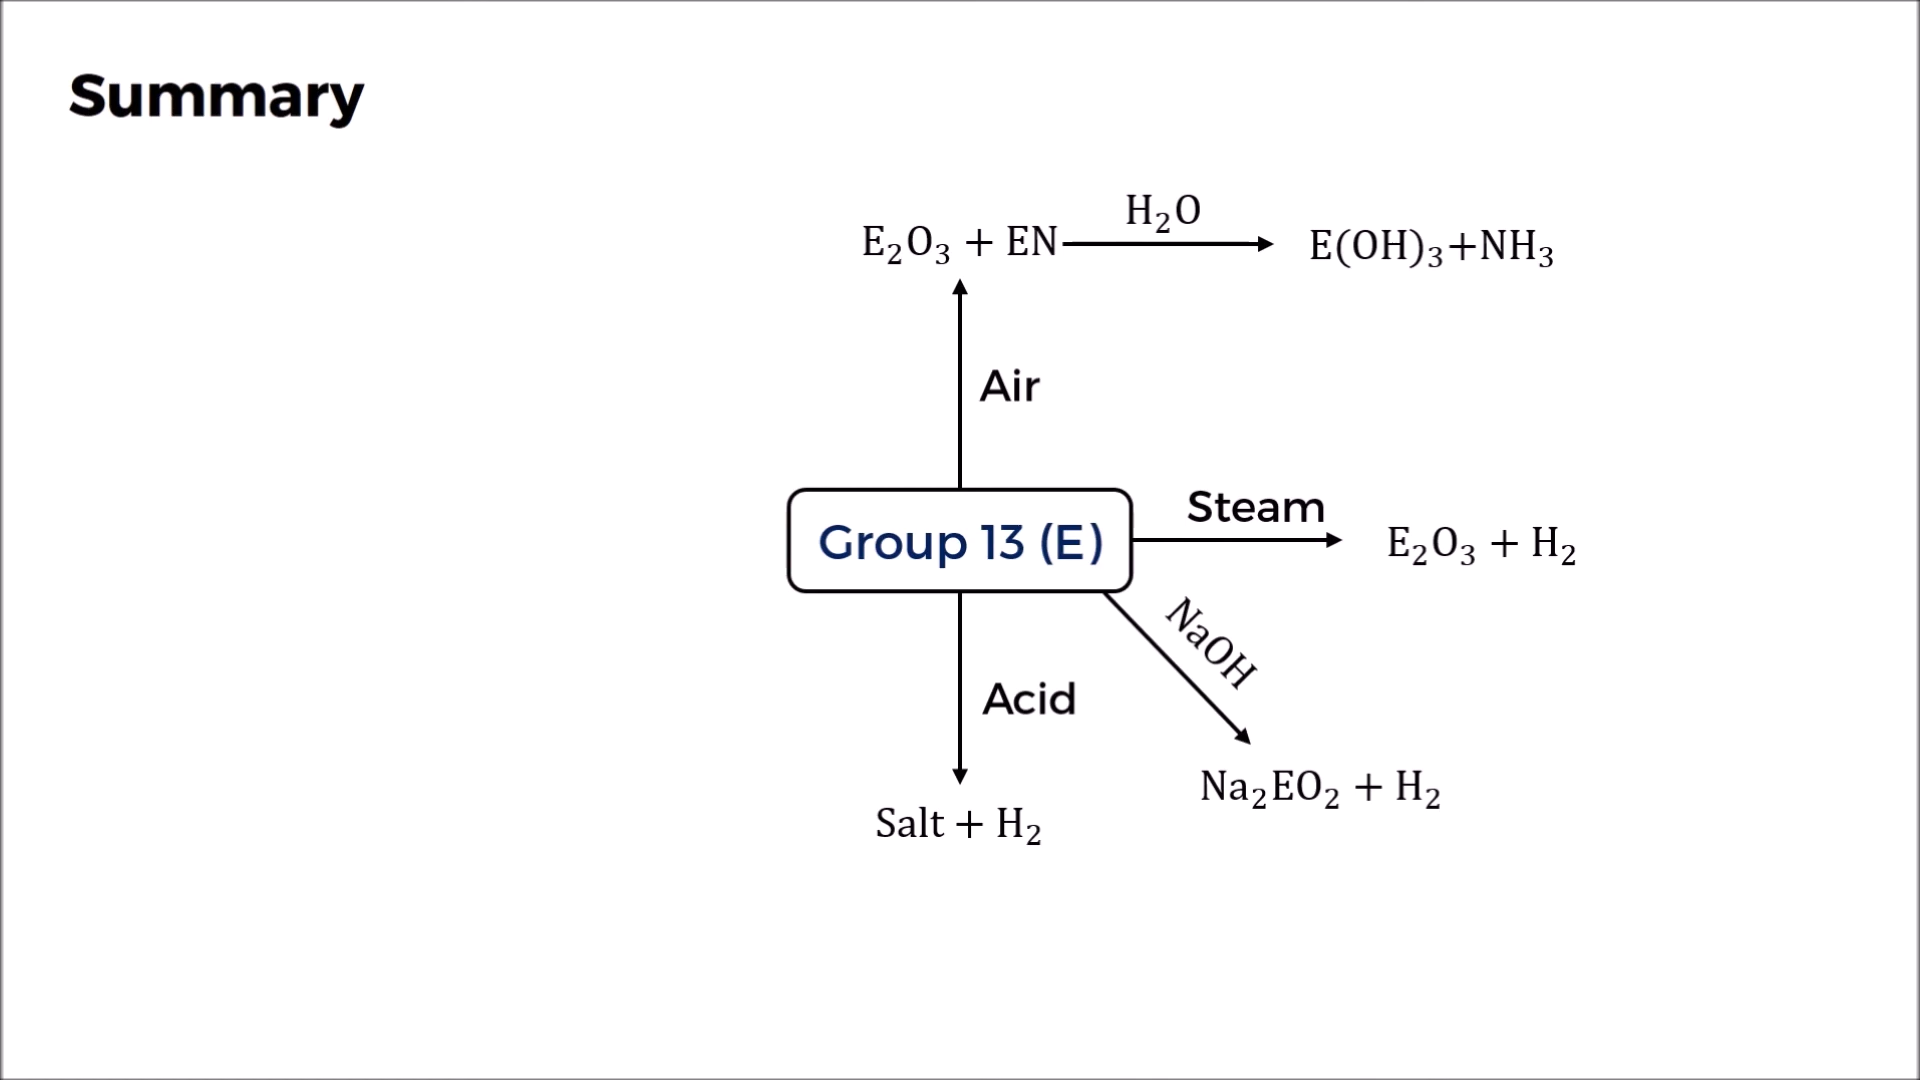 Summary
H₂O
E₂O₃ + EN E(OH)₃+NH₃
Air
Steam
Group 13 (E) E₂O₃ + H₂
NaOH
Acid
Na₂EO₂ + H₂
Salt + H₂